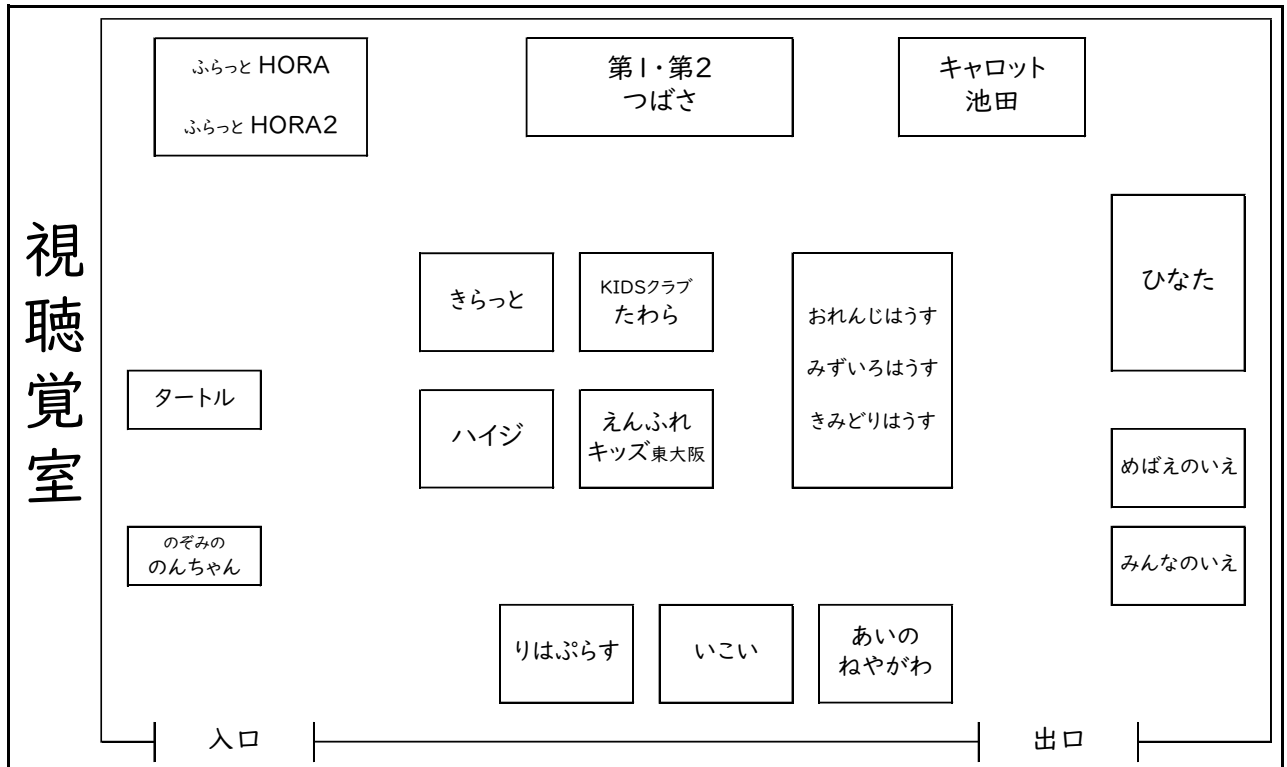 視聴覚室
ふらっと HORA
ふらっと HORA2
第1・第2
つばさ
キャロット
池田
ひなた
きらっと
KIDSクラブ
たわら
おれんじはうす
みずいろはうす
きみどりはうす
タートル
ハイジ
えんふれ
キッズ東大阪
めばえのいえ
のぞみの
のんちゃん
みんなのいえ
りはぷらす
いこい
あいの
ねやがわ
入口
出口